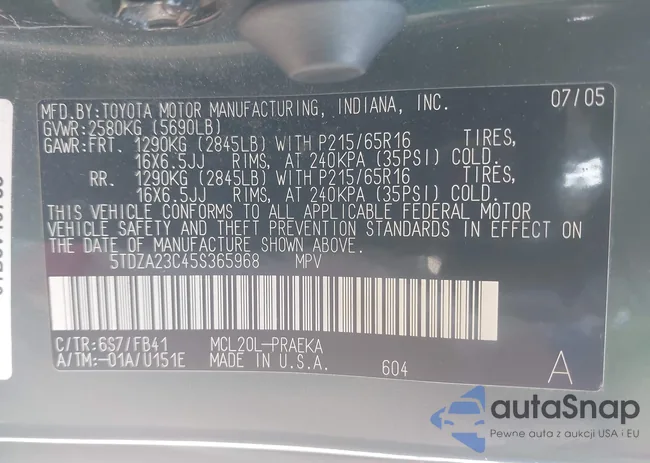 MFD.BY:TOYOTA MOTOR MANUFACTURING, INDIANA, INC. 07/05
GVWR:2580KG (5690LB)
GAWR:FRT. 1290KG (2845LB) WITH P215/65R16 TIRES,
16X6.5JJ RIMS, AT 240KPA (35PSI) COLD.
RR. 1290KG (2845LB) WITH P215/65R16 TIRES,
16X6.5JJ RIMS, AT 240KPA (35PSI) COLD.
THIS VEHICLE CONFORMS TO ALL APPLICABLE FEDERAL MOTOR
VEHICLE SAFETY AND THEFT PREVENTION STANDARDS IN EFFECT ON
THE DATE OF MANUFACTURE SHOWN ABOVE.
5TDZA23C45S365968 MPV
C/TR:6S7/FB41 MCL20L-PRAEKA
A/TM:-01A/U151E MADE IN U.S.A. 604 A
autaSnap
Pewne auta z aukcji USA i EU